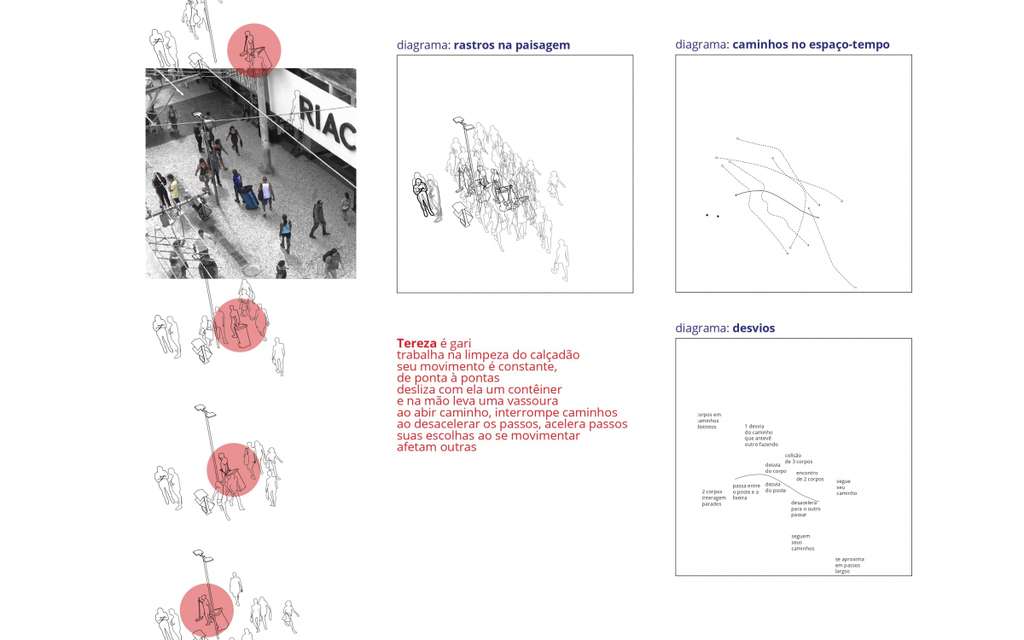 RIAC
diagrama: rastros na paisagem
Tereza é gari
trabalha na limpeza do calçadão
seu movimento é constante,
de ponta à pontas
desliza com ela um contêiner
e na mão leva uma vassoura
ao abir caminho, interrompe caminhos
ao desacelerar os passos, acelera passos
suas escolhas ao se movimentar
afetam outras
diagrama: caminhos no espaço-tempo
diagrama: desvios
corpos em
caminhos
1 desvia
do caminho
que antevê
outro fazendo
colisão
de 3 corpos
desvia
do corpo
encontro
de 2 corpos
passa entre
o poste e a
lixeira
desvia
do poste
segue
seu
caminho
2 corpos
interagem
parados
desacelera
para o outro
passar
seguem
seus
caminhos
se aproxima
em passos
largos